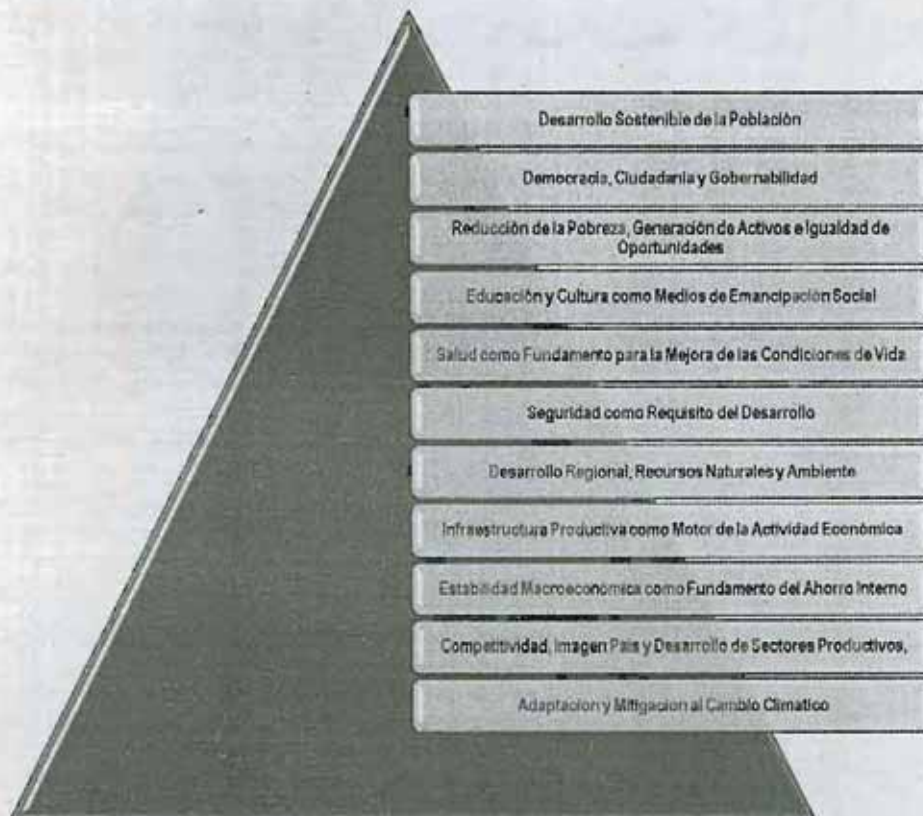 Desarrollo Sostenible de la Población
Democracia, Ciudadanía y Gobernabilidad
Reducción de la Pobreza, Generación de Activos e Igualdad de
Oportunidades
Educación y Cultura como Medios de Emancipación Social
Salud como Fundamento para la Mejora de las Condiciones de Vida
Seguridad como Requisito del Desarrollo
Desarrollo Regional, Recursos Naturales y Ambiente
Infraestructura Productiva como Motor de la Actividad Económica
Estabilidad Macroeconómica como Fundamento del Ahorro Interno
Competitividad, Imagen País y Desarrollo de Sectores Productivos,
Adaptacion y Mitigacion al Cambio Climatico